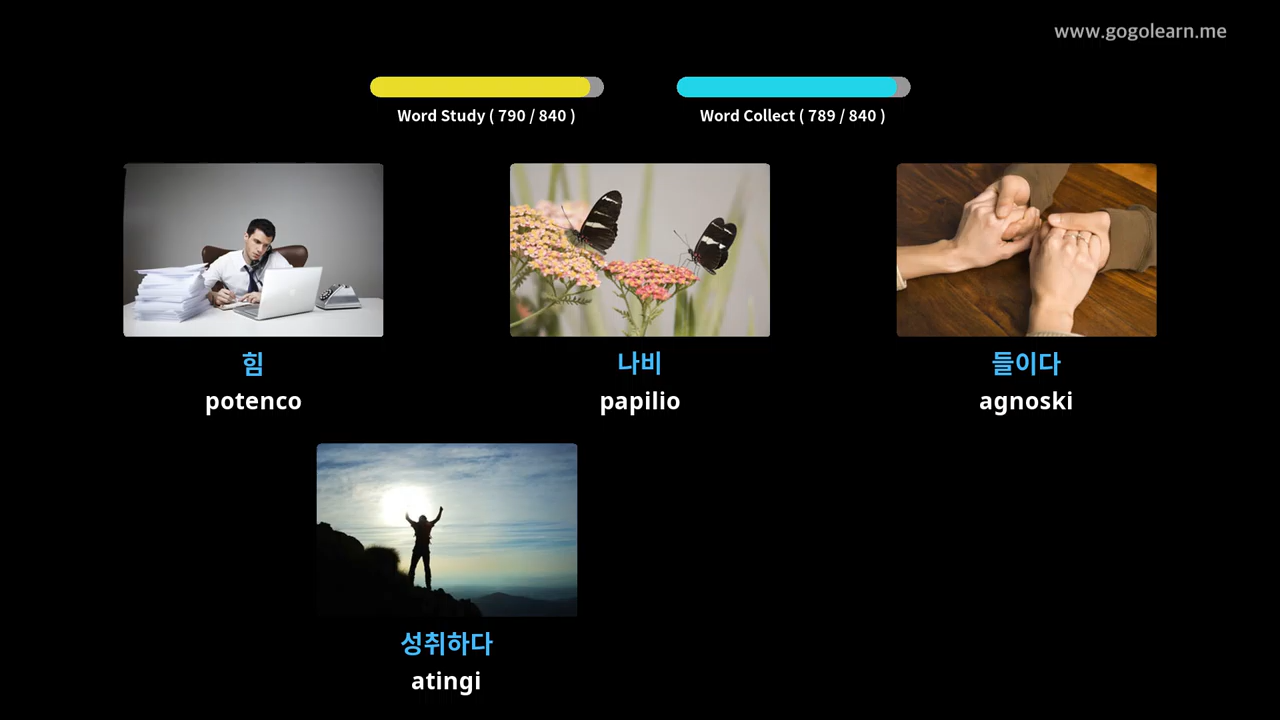 www.gogolearn.me
Word Study ( 790 / 840 )
Word Collect ( 789 / 840 )
힘
potenco
나비
papilio
들이다
agnoski
성취하다
atingi